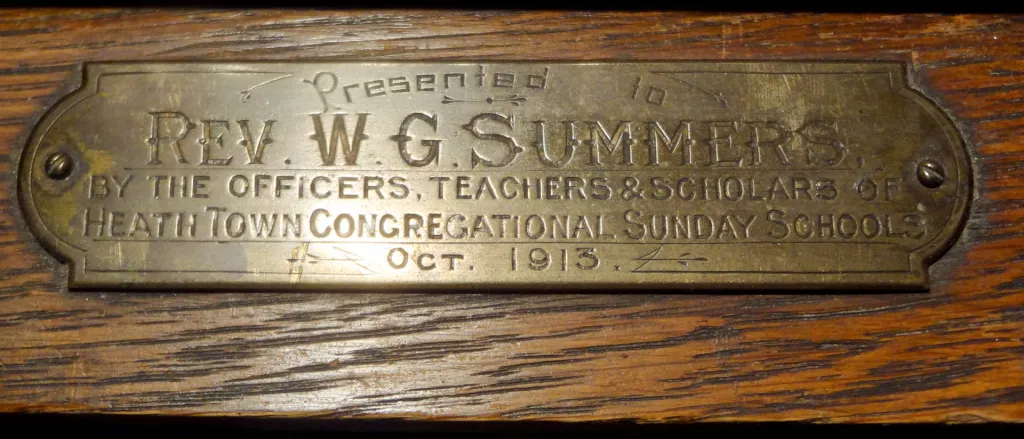 Presented to
REV. W. G. SUMMERS,
BY THE OFFICERS, TEACHERS & SCHOLARS OF
HEATH TOWN CONGREGATIONAL SUNDAY SCHOOLS
OCT. 1913.